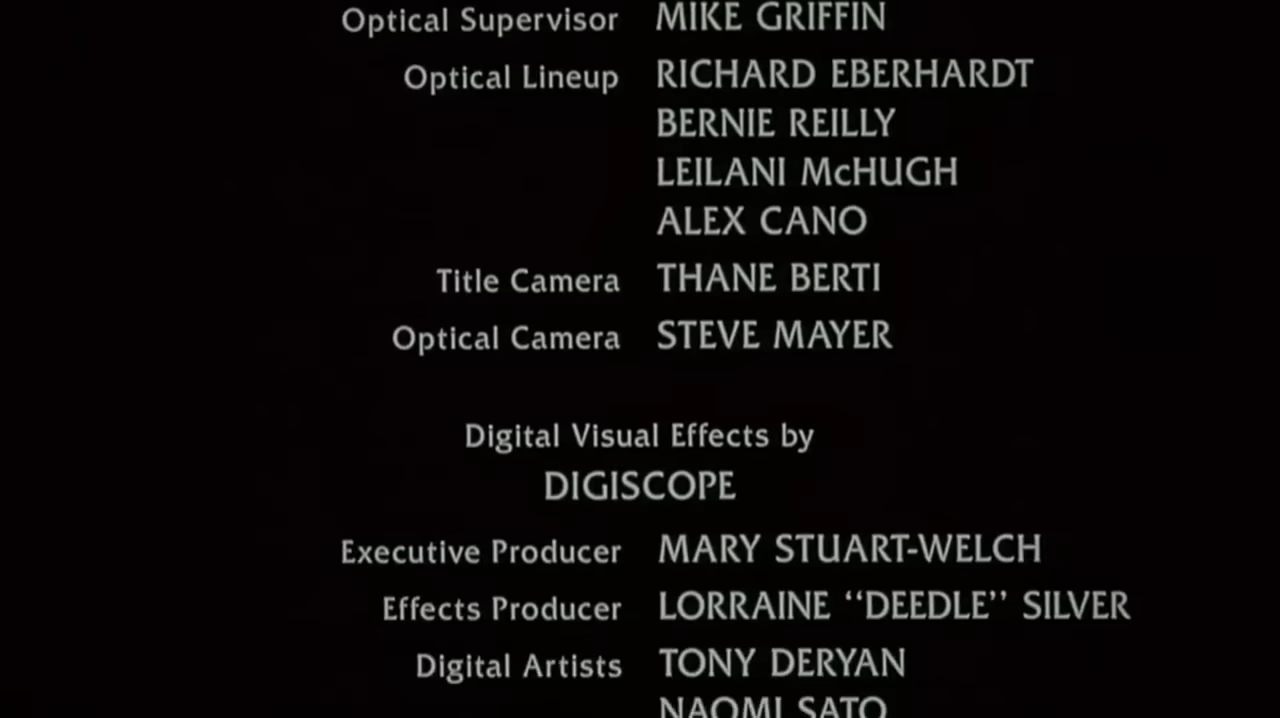 Optical Supervisor MIKE GRIFFIN
Optical Lineup RICHARD EBERHARDT
BERNIE REILLY
LEILANI McHUGH
ALEX CANO
Title Camera THANE BERTI
Optical Camera STEVE MAYER
Digital Visual Effects by
DIGISCOPE
Executive Producer MARY STUART-WELCH
Effects Producer LORRAINE “DEEDLE” SILVER
Digital Artists TONY DERYAN
NAOMI SATO